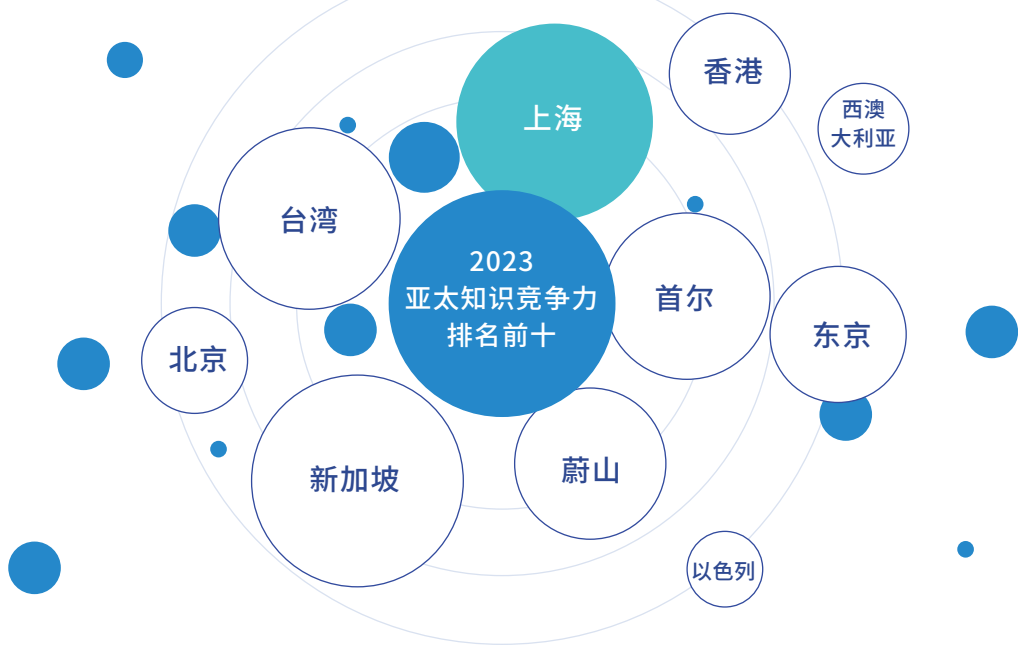 上海
香港
西澳
大利亚
台湾
2023
亚太知识竞争力
排名前十
首尔
东京
北京
新加坡
蔚山
以色列